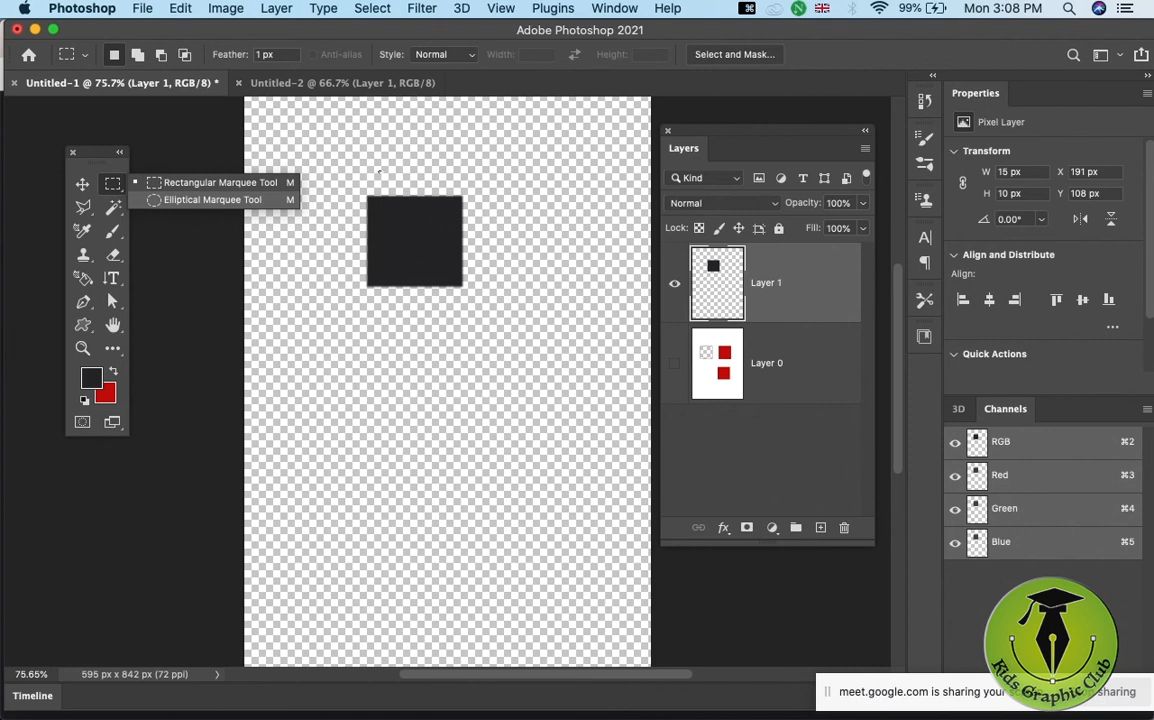 Photoshop File Edit Image Layer Type Select Filter 3D View Plugins Window Help 99% Mon 3:08 PM
Adobe Photoshop 2021
Feather: 1 px Anti-alias Style: Normal Width: Height: Select and Mask...
Untitled-1 @ 75.7% (Layer 1, RGB/8) * Untitled-2 @ 66.7% (Layer 1, RGB/8)
Properties
Pixel Layer
Layers
Transform
Rectangular Marquee Tool M
Elliptical Marquee Tool M
Kind
W 15 px X 191 px
H 10 px Y 108 px
Normal Opacity: 100%
0.00°
Lock: Fill: 100%
Align and Distribute
Align:
Layer 1
Layer 0
Quick Actions
3D Channels
RGB ⌘2
Red ⌘3
Green ⌘4
Blue ⌘5
75.65% 595 px x 842 px (72 ppi)
Timeline
meet.google.com is sharing your sharing
Kids Graphic Club